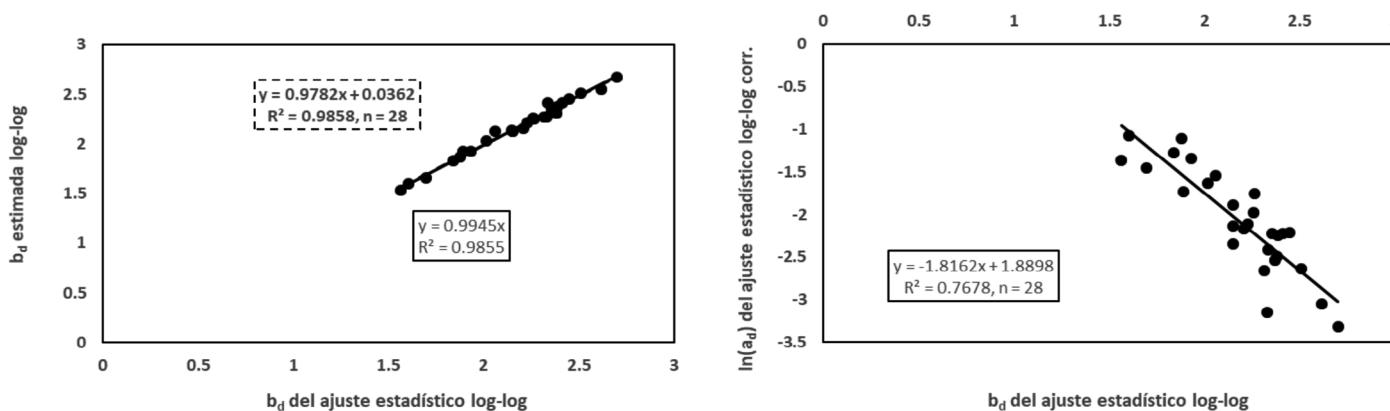 b_d estimada log-log
3
2.5
2
1.5
1
0.5
0
y = 0.9782x + 0.0362
R² = 0.9858, n = 28
y = 0.9945x
R² = 0.9855
0 0.5 1 1.5 2 2.5 3
b_d del ajuste estadístico log-log
ln(a_d) del ajuste estadístico log-log corr.
0 0.5 1 1.5 2 2.5
0
-0.5
-1
-1.5
-2
-2.5
-3
-3.5
y = -1.8162x + 1.8898
R² = 0.7678, n = 28
b_d del ajuste estadístico log-log